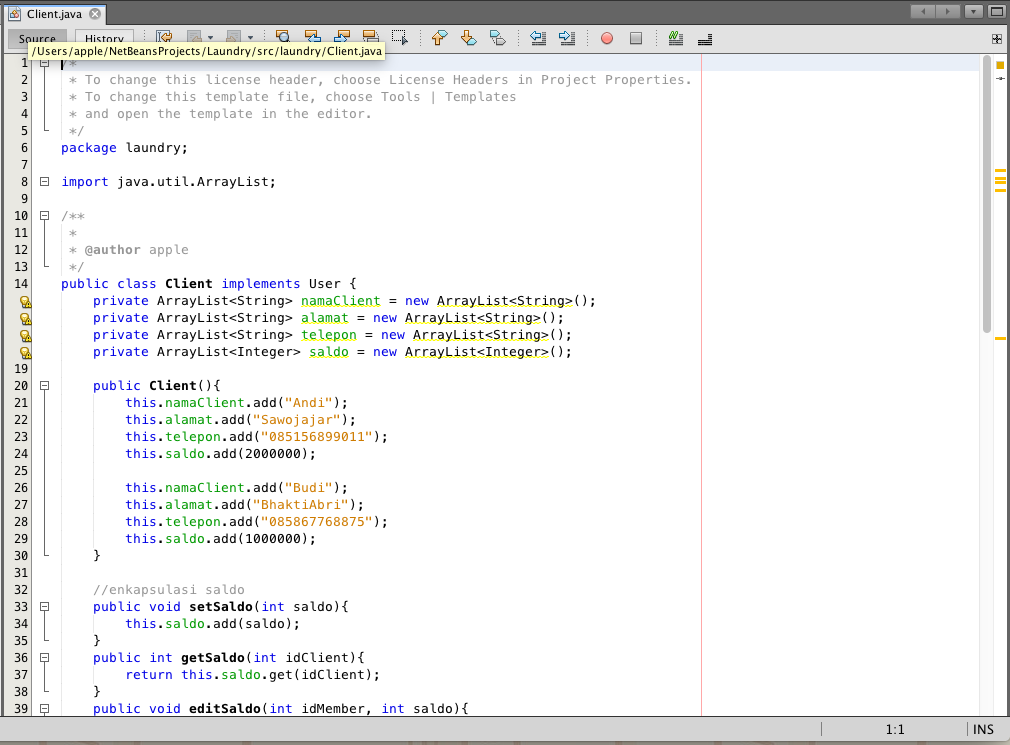 Client.java
Source History
/Users/apple/NetBeansProjects/Laundry/src/laundry/Client.java
1 /*
2 * To change this license header, choose License Headers in Project Properties.
3 * To change this template file, choose Tools | Templates
4 * and open the template in the editor.
5 */
6 package laundry;
7
8 import java.util.ArrayList;
9
10 /**
11 *
12 * @author apple
13 */
14 public class Client implements User {
private ArrayList<String> namaClient = new ArrayList<String>();
private ArrayList<String> alamat = new ArrayList<String>();
private ArrayList<String> telepon = new ArrayList<String>();
private ArrayList<Integer> saldo = new ArrayList<Integer>();
19
20 public Client(){
21 this.namaClient.add("Andi");
22 this.alamat.add("Sawojajar");
23 this.telepon.add("085156899011");
24 this.saldo.add(2000000);
25
26 this.namaClient.add("Budi");
27 this.alamat.add("BhaktiAbri");
28 this.telepon.add("085867768875");
29 this.saldo.add(1000000);
30 }
31
32 //enkapsulasi saldo
33 public void setSaldo(int saldo){
34 this.saldo.add(saldo);
35 }
36 public int getSaldo(int idClient){
37 return this.saldo.get(idClient);
38 }
39 public void editSaldo(int idMember, int saldo){
1:1 INS